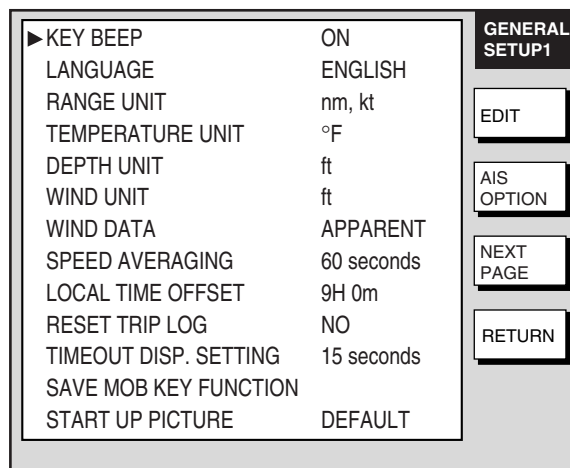 ▶KEY BEEP ON
LANGUAGE ENGLISH
RANGE UNIT nm, kt
TEMPERATURE UNIT °F
DEPTH UNIT ft
WIND UNIT ft
WIND DATA APPARENT
SPEED AVERAGING 60 seconds
LOCAL TIME OFFSET 9H 0m
RESET TRIP LOG NO
TIMEOUT DISP. SETTING 15 seconds
SAVE MOB KEY FUNCTION
START UP PICTURE DEFAULT
GENERAL
SETUP1
EDIT
AIS
OPTION
NEXT
PAGE
RETURN